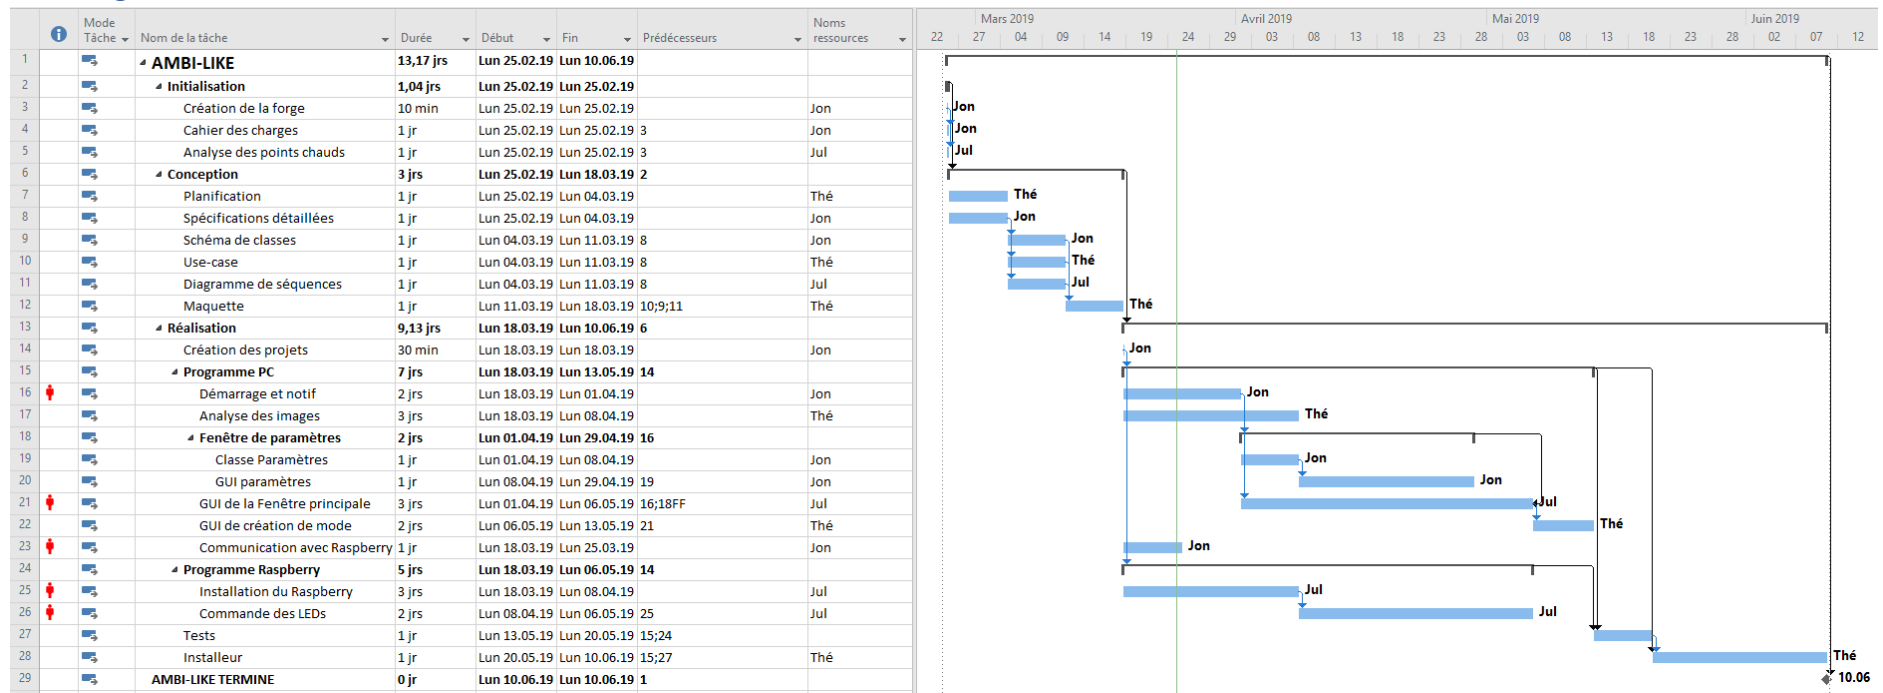 Mode Tâche Nom de la tâche Durée Début Fin Prédécesseurs Noms ressources
Mars 2019 Avril 2019 Mai 2019 Juin 2019
22 27 04 09 14 19 24 29 03 08 13 18 23 28 03 08 13 18 23 28 02 07 12
1 AMBI-LIKE 13,17 jrs Lun 25.02.19 Lun 10.06.19
2 Initialisation 1,04 jrs Lun 25.02.19 Lun 25.02.19
3 Création de la forge 10 min Lun 25.02.19 Lun 25.02.19 Jon Jon
4 Cahier des charges 1 jr Lun 25.02.19 Lun 25.02.19 3 Jon Jon
5 Analyse des points chauds 1 jr Lun 25.02.19 Lun 25.02.19 3 Jul Jul
6 Conception 3 jrs Lun 25.02.19 Lun 18.03.19 2
7 Planification 1 jr Lun 25.02.19 Lun 04.03.19 Thé Thé
8 Spécifications détaillées 1 jr Lun 25.02.19 Lun 04.03.19 Jon Jon
9 Schéma de classes 1 jr Lun 04.03.19 Lun 11.03.19 8 Jon Jon
10 Use-case 1 jr Lun 04.03.19 Lun 11.03.19 8 Thé Thé
11 Diagramme de séquences 1 jr Lun 04.03.19 Lun 11.03.19 8 Jul Jul
12 Maquette 1 jr Lun 11.03.19 Lun 18.03.19 10;9;11 Thé Thé
13 Réalisation 9,13 jrs Lun 18.03.19 Lun 10.06.19 6
14 Création des projets 30 min Lun 18.03.19 Lun 18.03.19 Jon Jon
15 Programme PC 7 jrs Lun 18.03.19 Lun 13.05.19 14
16 Démarrage et notif 2 jrs Lun 18.03.19 Lun 01.04.19 Jon Jon
17 Analyse des images 3 jrs Lun 18.03.19 Lun 08.04.19 Thé Thé
18 Fenêtre de paramètres 2 jrs Lun 01.04.19 Lun 29.04.19 16
19 Classe Paramètres 1 jr Lun 01.04.19 Lun 08.04.19 Jon Jon
20 GUI paramètres 1 jr Lun 08.04.19 Lun 29.04.19 19 Jon Jon
21 GUI de la Fenêtre principale 3 jrs Lun 01.04.19 Lun 06.05.19 16;18FF Jul Jul
22 GUI de création de mode 2 jrs Lun 06.05.19 Lun 13.05.19 21 Thé Thé
23 Communication avec Raspberry 1 jr Lun 18.03.19 Lun 25.03.19 Jon Jon
24 Programme Raspberry 5 jrs Lun 18.03.19 Lun 06.05.19 14
25 Installation du Raspberry 3 jrs Lun 18.03.19 Lun 08.04.19 Jul Jul
26 Commande des LEDs 2 jrs Lun 08.04.19 Lun 06.05.19 25 Jul Jul
27 Tests 1 jr Lun 13.05.19 Lun 20.05.19 15;24
28 Installeur 1 jr Lun 20.05.19 Lun 10.06.19 15;27 Thé Thé
29 AMBI-LIKE TERMINE 0 jr Lun 10.06.19 Lun 10.06.19 1 10.06